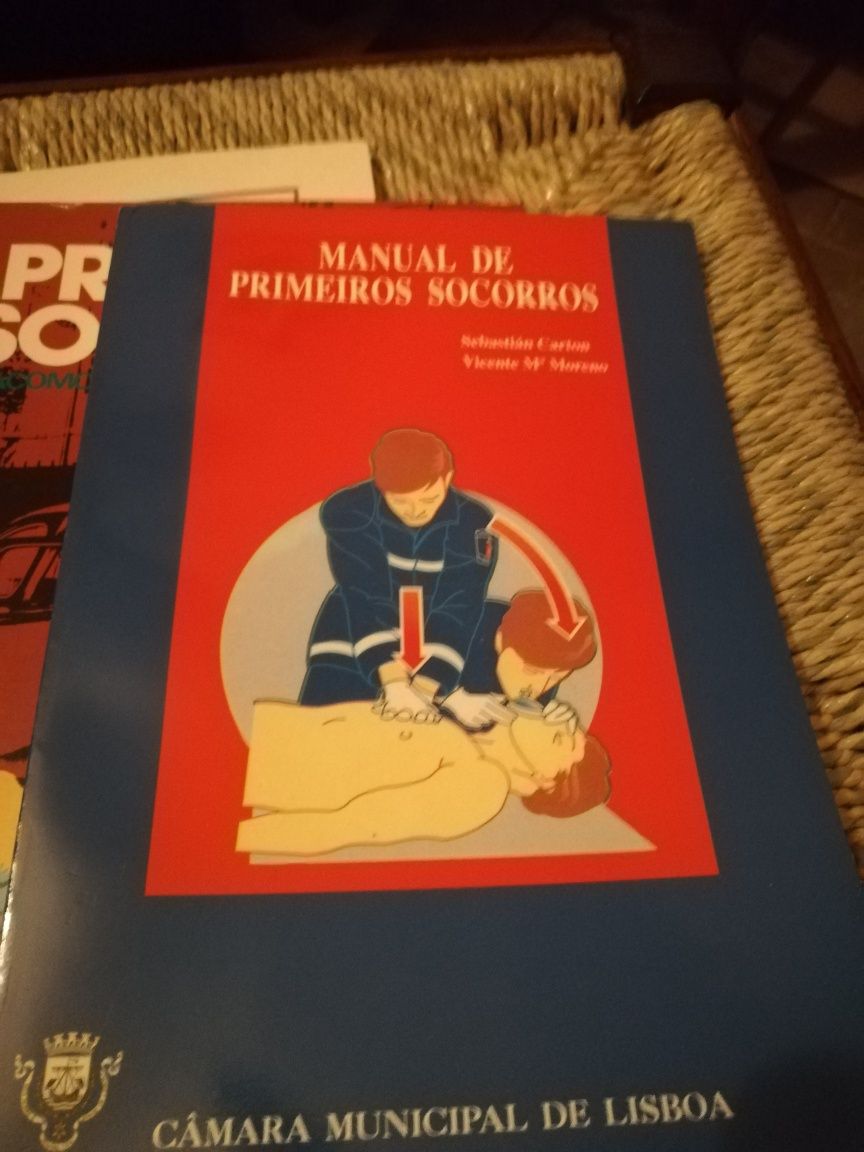 MANUAL DE
PRIMEIROS SOCORROS
Sebastián Carton
Vicente Mª Moreno
PR
SO
CÂMARA MUNICIPAL DE LISBOA